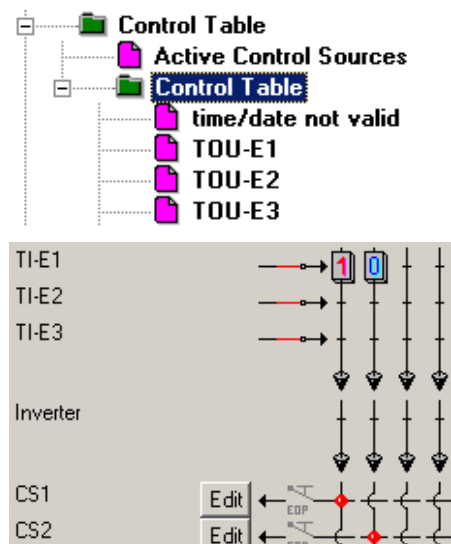 Control Table
Active Control Sources
Control Table
time/date not valid
TOU-E1
TOU-E2
TOU-E3
TI-E1 1 0
TI-E2
TI-E3
Inverter
CS1 Edit EOP
CS2 Edit EOP